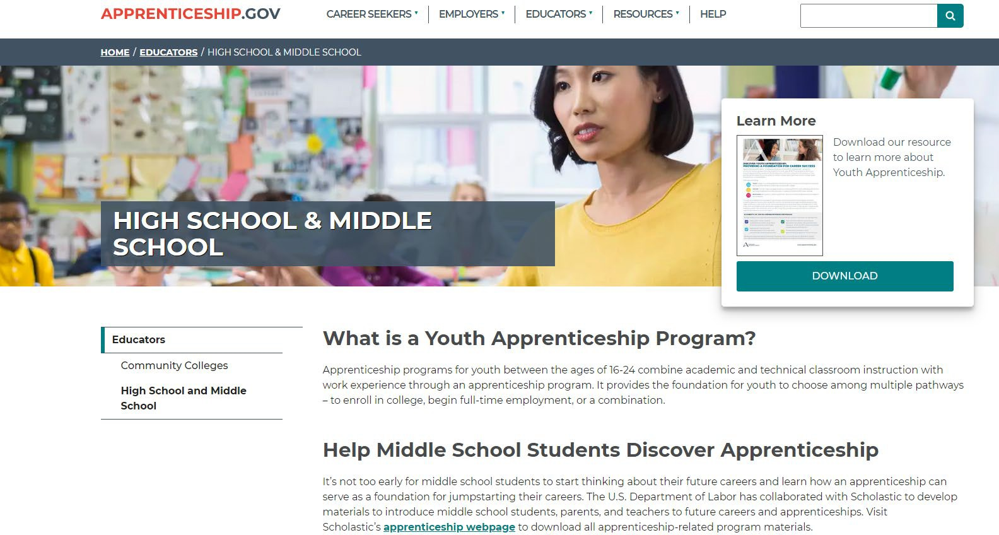 APPRENTICESHIP.GOV
CAREER SEEKERS
EMPLOYERS
EDUCATORS
RESOURCES
HELP
HOME / EDUCATORS / HIGH SCHOOL & MIDDLE SCHOOL
HIGH SCHOOL & MIDDLE
SCHOOL
Learn More
DISCOVER YOUTH APPRENTICESHIP:
PROVIDING A FOUNDATION FOR CAREER SUCCESS
Download our resource
to learn more about
Youth Apprenticeship.
DOWNLOAD
Educators
Community Colleges
High School and Middle
School
What is a Youth Apprenticeship Program?
Apprenticeship programs for youth between the ages of 16-24 combine academic and technical classroom instruction with
work experience through an apprenticeship program. It provides the foundation for youth to choose among multiple pathways
– to enroll in college, begin full-time employment, or a combination.
Help Middle School Students Discover Apprenticeship
It’s not too early for middle school students to start thinking about their future careers and learn how an apprenticeship can
serve as a foundation for jumpstarting their careers. The U.S. Department of Labor has collaborated with Scholastic to develop
materials to introduce middle school students, parents, and teachers to future careers and apprenticeships. Visit
Scholastic’s apprenticeship webpage to download all apprenticeship-related program materials.